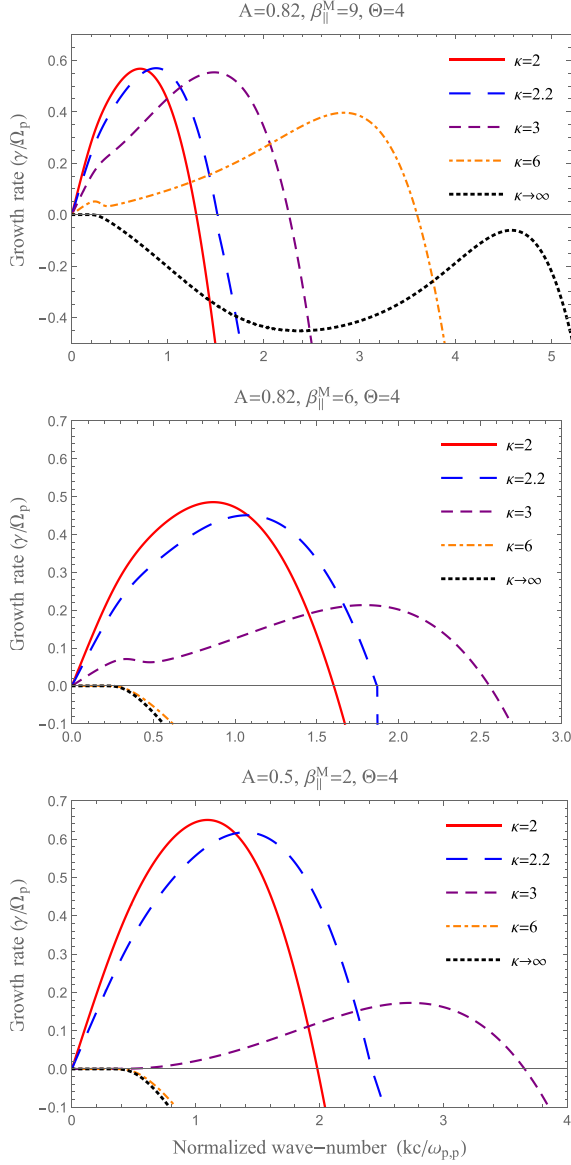 A=0.82, β∥^M=9, Θ=4
Growth rate (γ/Ωp)
0.6
0.4
0.2
0.0
−0.2
−0.4
κ=2
κ=2.2
κ=3
κ=6
κ→∞
0 1 2 3 4 5
A=0.82, β∥^M=6, Θ=4
Growth rate (γ/Ωp)
0.7
0.6
0.5
0.4
0.3
0.2
0.1
0.0
−0.1
κ=2
κ=2.2
κ=3
κ=6
κ→∞
0.0 0.5 1.0 1.5 2.0 2.5 3.0
A=0.5, β∥^M=2, Θ=4
Growth rate (γ/Ωp)
0.7
0.6
0.5
0.4
0.3
0.2
0.1
0.0
−0.1
κ=2
κ=2.2
κ=3
κ=6
κ→∞
0 1 2 3 4
Normalized wave−number (kc/ωp,p)